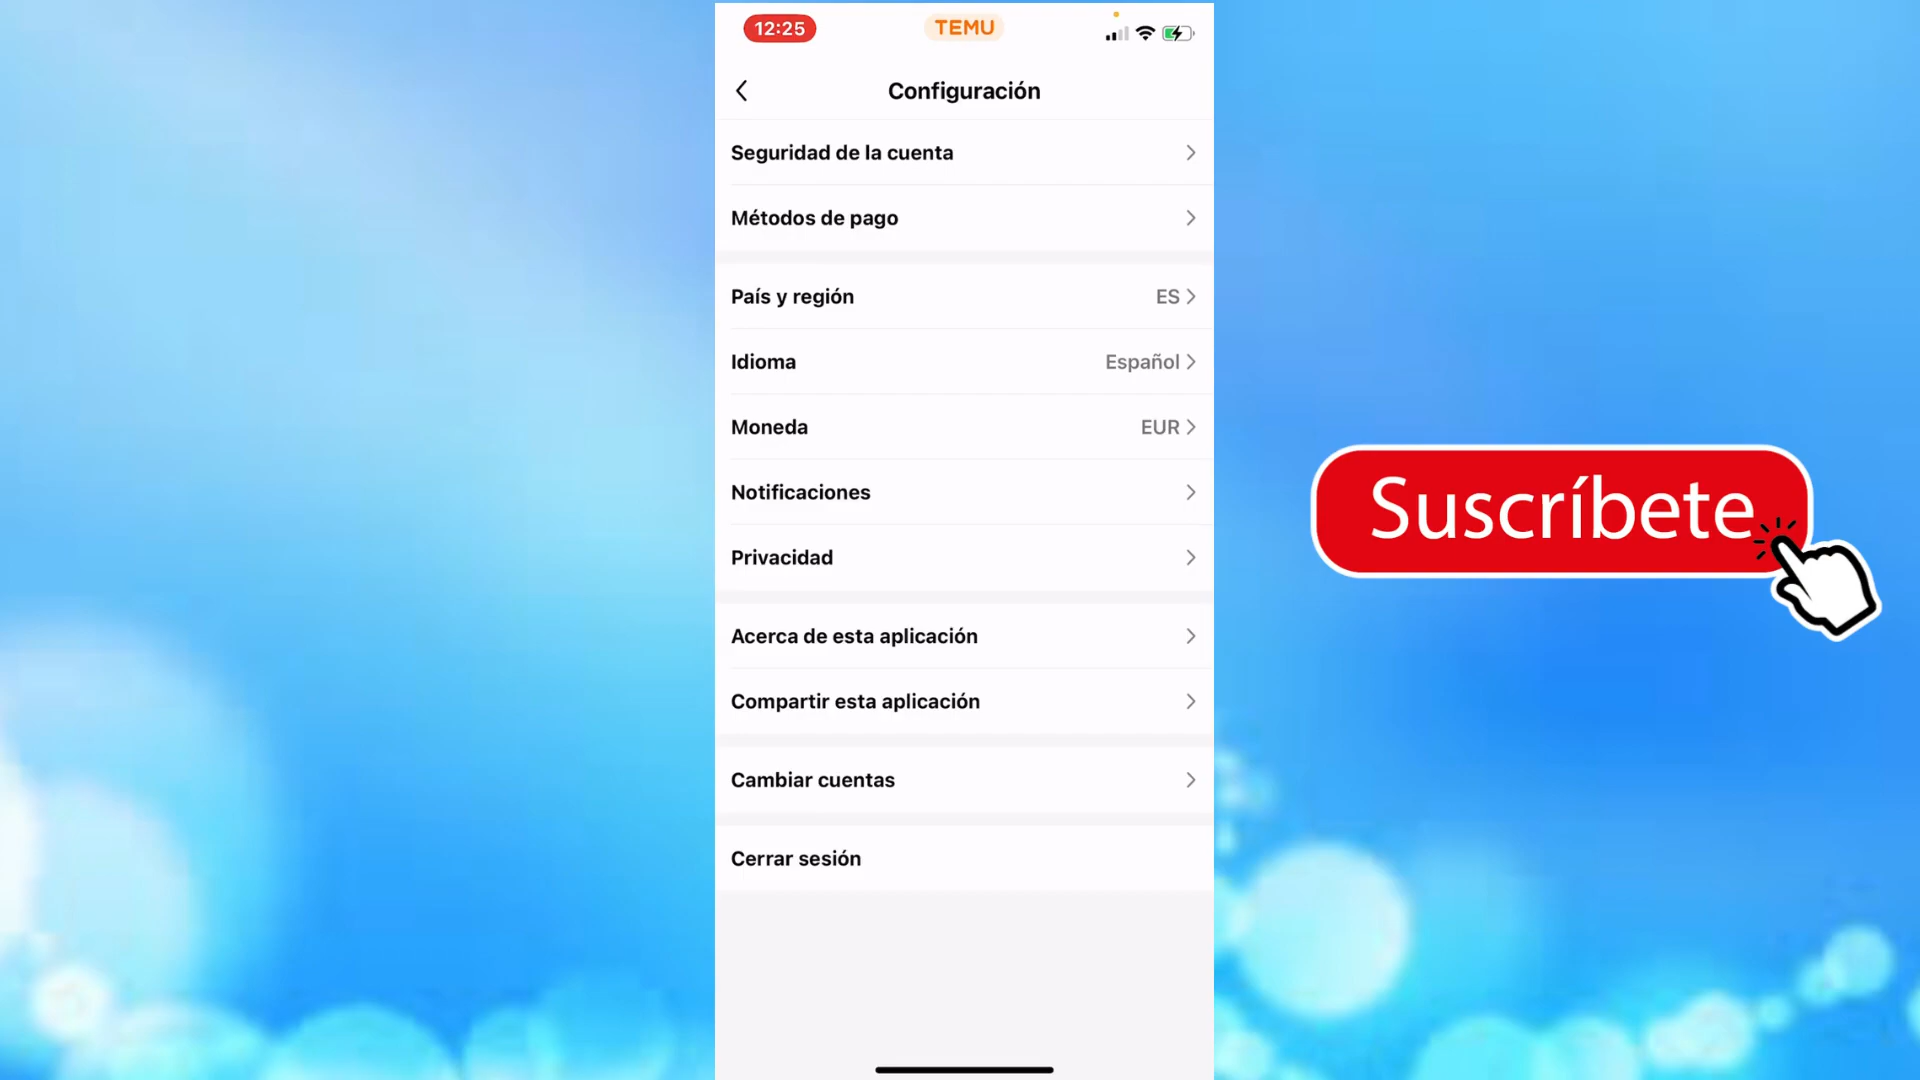 12:25
TEMU
Configuración
Seguridad de la cuenta
Métodos de pago
País y región ES
Idioma Español
Moneda EUR
Notificaciones
Privacidad
Acerca de esta aplicación
Compartir esta aplicación
Cambiar cuentas
Cerrar sesión
Suscríbete